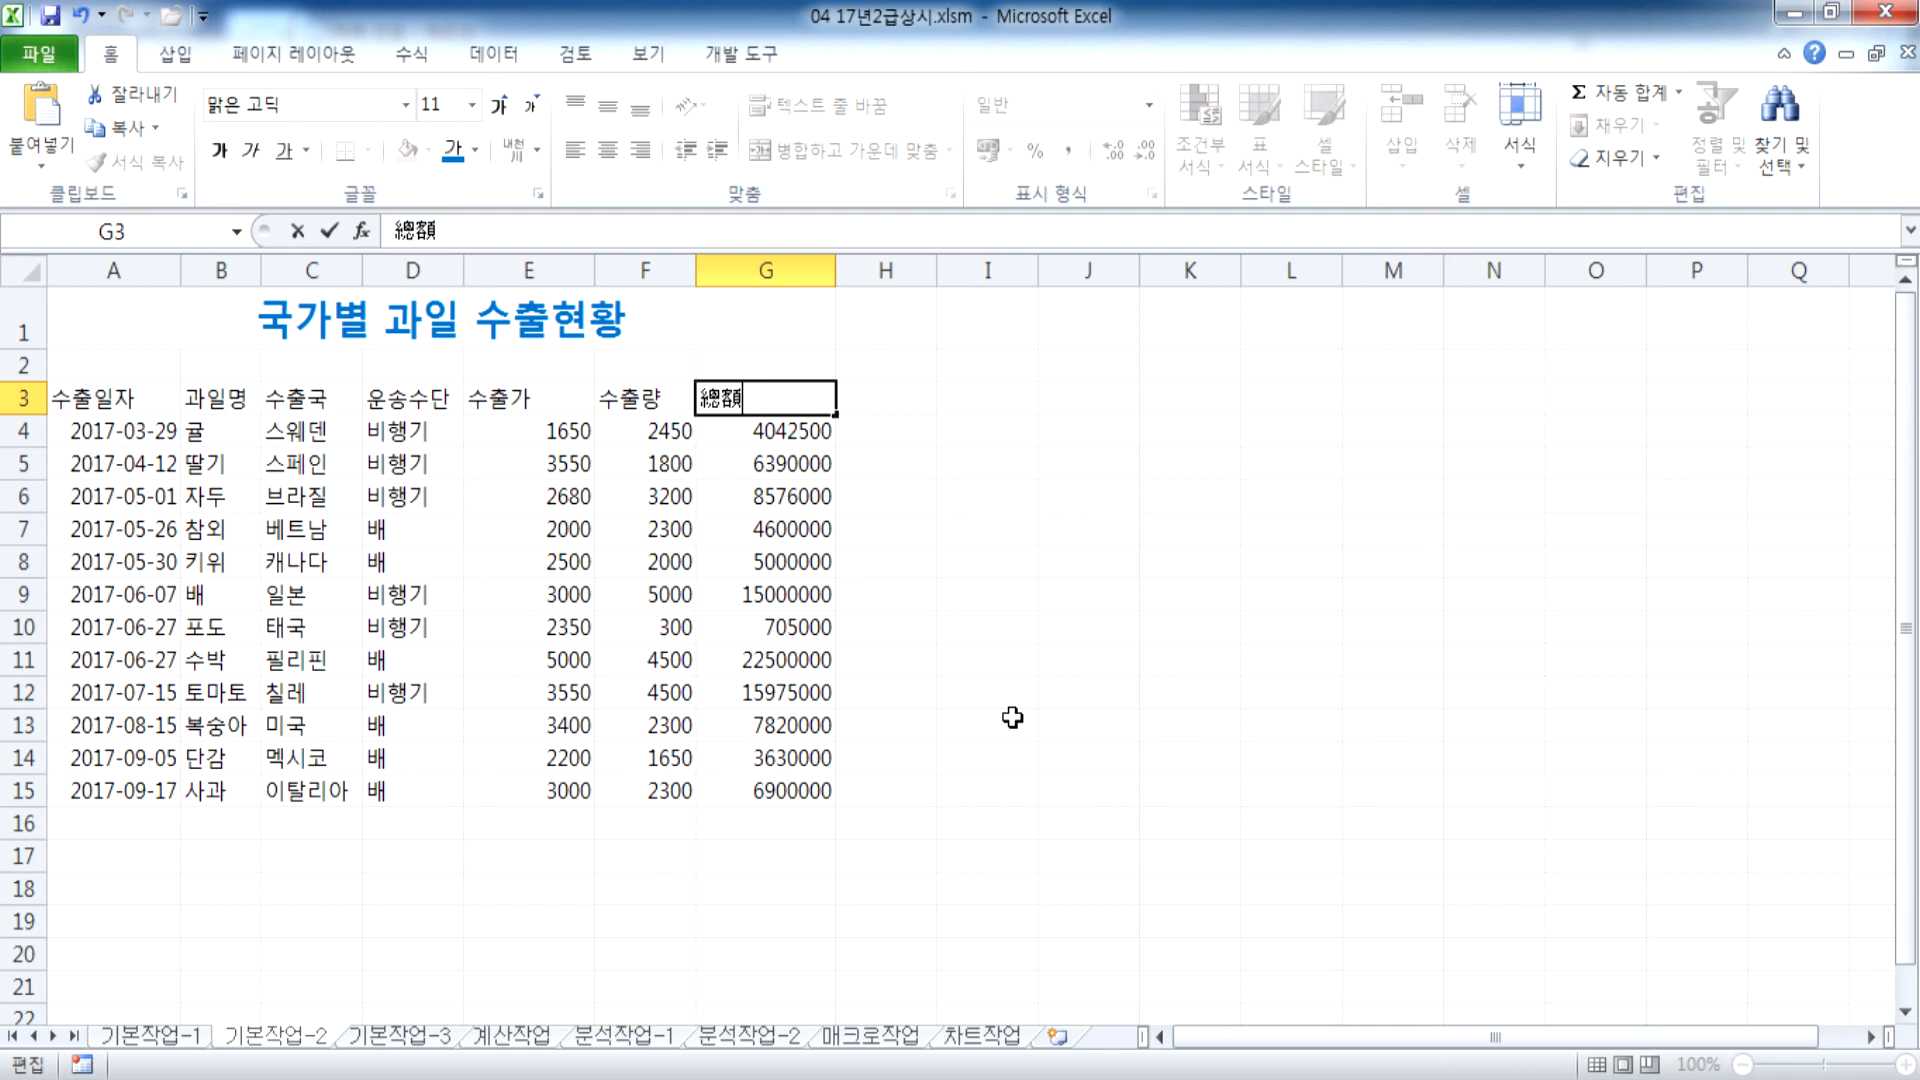 04 17년2급상시.xlsm - Microsoft Excel
파일 홈 삽입 페이지 레이아웃 수식 데이터 검토 보기 개발 도구
붙여넣기 잘라내기 복사 서식 복사 클립보드
맑은 고딕 11 가 가 가 가 가 가 내천 川 글꼴
텍스트 줄 바꿈 병합하고 가운데 맞춤 맞춤
일반 % , 표시 형식
조건부 서식 표 서식 셀 스타일 스타일
삽입 삭제 서식 셀
Σ 자동 합계 채우기 지우기 정렬 및 필터 찾기 및 선택 편집
G3 fx 總額
A B C D E F G H I J K L M N O P Q
1 국가별 과일 수출현황
2
3 수출일자 과일명 수출국 운송수단 수출가 수출량 總額
4 2017-03-29 귤 스웨덴 비행기 1650 2450 4042500
5 2017-04-12 딸기 스페인 비행기 3550 1800 6390000
6 2017-05-01 자두 브라질 비행기 2680 3200 8576000
7 2017-05-26 참외 베트남 배 2000 2300 4600000
8 2017-05-30 키위 캐나다 배 2500 2000 5000000
9 2017-06-07 배 일본 비행기 3000 5000 15000000
10 2017-06-27 포도 태국 비행기 2350 300 705000
11 2017-06-27 수박 필리핀 배 5000 4500 22500000
12 2017-07-15 토마토 칠레 비행기 3550 4500 15975000
13 2017-08-15 복숭아 미국 배 3400 2300 7820000
14 2017-09-05 단감 멕시코 배 2200 1650 3630000
15 2017-09-17 사과 이탈리아 배 3000 2300 6900000
16
17
18
19
20
21
22
기본작업-1 기본작업-2 기본작업-3 계산작업 분석작업-1 분석작업-2 매크로작업 차트작업
편집 100%